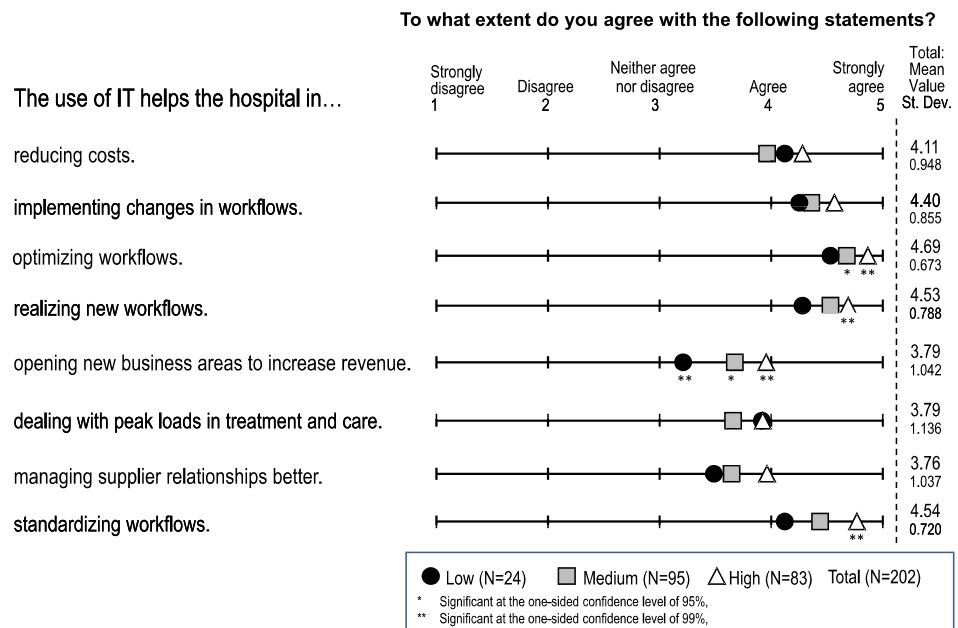 To what extent do you agree with the following statements?
The use of IT helps the hospital in…
Strongly disagree 1
Disagree 2
Neither agree nor disagree 3
Agree 4
Strongly agree 5
Total: Mean Value St. Dev.
reducing costs.
4.11
0.948
implementing changes in workflows.
4.40
0.855
optimizing workflows.
* **
4.69
0.673
realizing new workflows.
**
4.53
0.788
opening new business areas to increase revenue.
** * **
3.79
1.042
dealing with peak loads in treatment and care.
3.79
1.136
managing supplier relationships better.
3.76
1.037
standardizing workflows.
**
4.54
0.720
Low (N=24) Medium (N=95) High (N=83) Total (N=202)
* Significant at the one-sided confidence level of 95%,
** Significant at the one-sided confidence level of 99%,